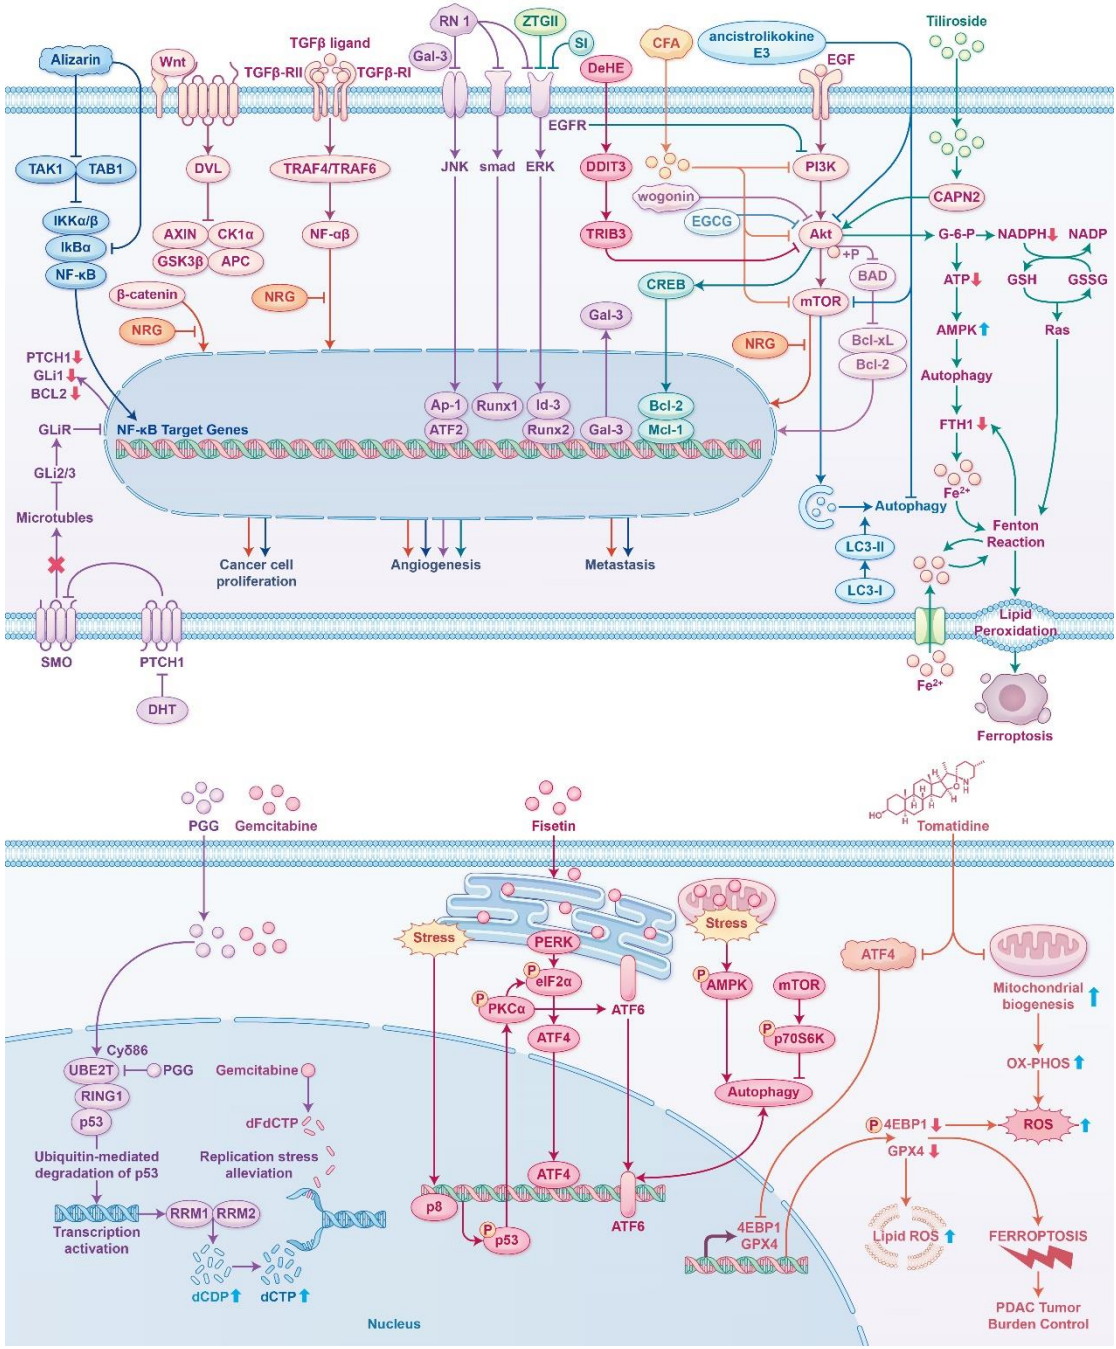 RN 1
ZTGII
SI
Tiliroside
Alizarin
Wnt
TGFβ ligand
TGFβ-RII
TGFβ-RI
Gal-3
DeHE
CFA
ancistrolikokine
E3
EGF
EGFR
TAK1
TAB1
DVL
TRAF4/TRAF6
JNK
smad
ERK
DDIT3
PI3K
CAPN2
IKKα/β
IkBα
NF-κB
AXIN
CK1α
GSK3β
APC
NF-αβ
wogonin
EGCG
TRIB3
Akt
+P
BAD
G-6-P
NADPH
NADP
GSH
GSSG
ATP
β-catenin
NRG
NRG
CREB
mTOR
Gal-3
NRG
Bcl-xL
Bcl-2
AMPK
Ras
Autophagy
PTCH1
GLi1
BCL2
GLiR
NF-κB Target Genes
Ap-1
ATF2
Runx1
Id-3
Runx2
Gal-3
Bcl-2
Mcl-1
FTH1
GLi2/3
Microtubles
Fe²⁺
Autophagy
Fenton
Reaction
LC3-II
LC3-I
Cancer cell
proliferation
Angiogenesis
Metastasis
SMO
PTCH1
DHT
Lipid
Peroxidation
Fe²⁺
Ferroptosis
PGG
Gemcitabine
Fisetin
HO
O
N
H
H
H
H
H
Tomatidine
Stress
PERK
P
eIF2α
P
PKCα
ATF6
ATF4
Stress
P
AMPK
mTOR
P
p70S6K
Autophagy
ATF4
Mitochondrial
biogenesis
OX-PHOS
ROS
P
4EBP1
GPX4
Lipid ROS
FERROPTOSIS
PDAC Tumor
Burden Control
Cyδ86
UBE2T
PGG
RING1
p53
Gemcitabine
dFdCTP
Ubiquitin-mediated
degradation of p53
Replication stress
alleviation
Transcription
activation
RRM1
RRM2
dCDP
dCTP
p8
P
p53
ATF4
ATF6
4EBP1
GPX4
Nucleus